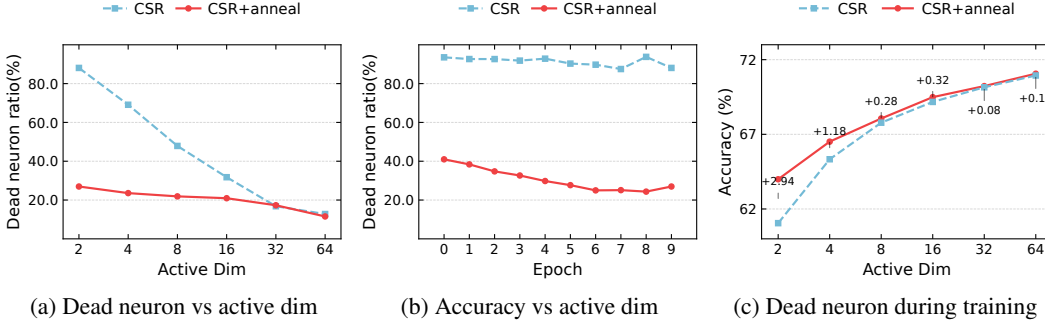 CSR CSR+anneal
Dead neuron ratio(%)
80.0
60.0
40.0
20.0
2 4 8 16 32 64
Active Dim
(a) Dead neuron vs active dim
CSR CSR+anneal
Dead neuron ratio(%)
80.0
60.0
40.0
20.0
0 1 2 3 4 5 6 7 8 9
Epoch
(b) Accuracy vs active dim
CSR CSR+anneal
Accuracy (%)
72
67
62
+2.94
+1.18
+0.28
+0.32
+0.08
+0.1
2 4 8 16 32 64
Active Dim
(c) Dead neuron during training